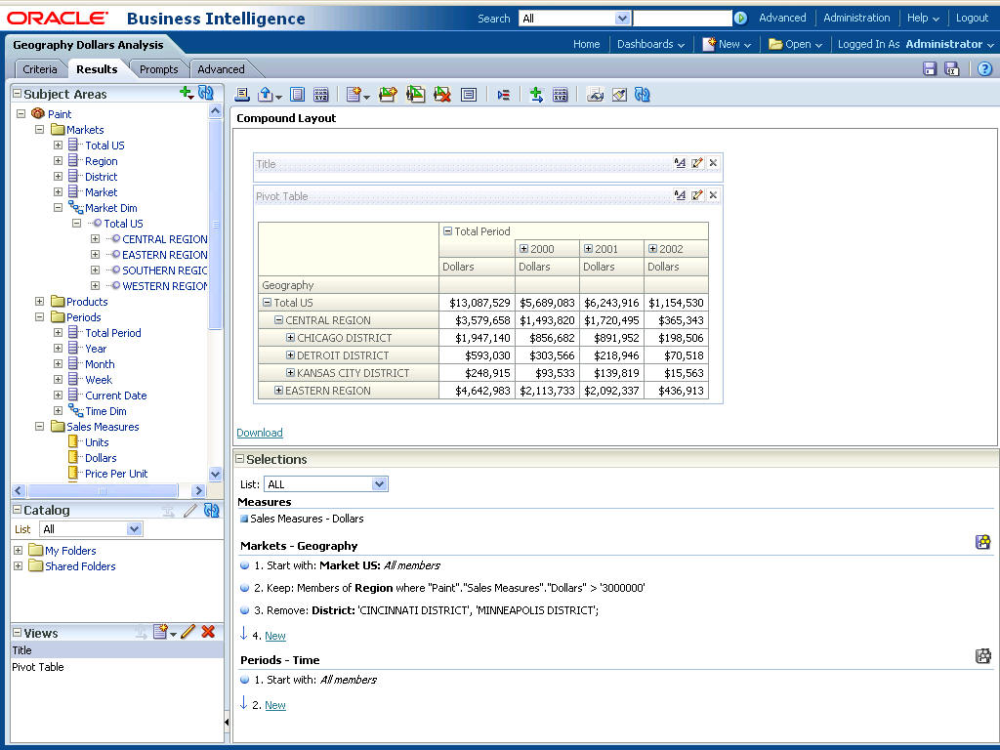 ORACLE Business Intelligence
Search All Advanced Administration Help Logout
Geography Dollars Analysis
Home Dashboards New Open Logged In As Administrator
Criteria Results Prompts Advanced
Subject Areas
Paint
Markets
Total US
Region
District
Market
Market Dim
Total US
CENTRAL REGION
EASTERN REGION
SOUTHERN REGIC
WESTERN REGION
Products
Periods
Total Period
Year
Month
Week
Current Date
Time Dim
Sales Measures
Units
Dollars
Price Per Unit
Catalog
List All
My Folders
Shared Folders
Views
Title
Pivot Table
Compound Layout
Title
Pivot Table
Total Period
2000 2001 2002
Dollars Dollars Dollars Dollars
Geography
Total US $13,087,529 $5,689,083 $6,243,916 $1,154,530
CENTRAL REGION $3,579,658 $1,493,820 $1,720,495 $365,343
CHICAGO DISTRICT $1,947,140 $856,682 $891,952 $198,506
DETROIT DISTRICT $593,030 $303,566 $218,946 $70,518
KANSAS CITY DISTRICT $248,915 $93,533 $139,819 $15,563
EASTERN REGION $4,642,983 $2,113,733 $2,092,337 $436,913
Download
Selections
List: ALL
Measures
Sales Measures - Dollars
Markets - Geography
1. Start with: Market US: All members
2. Keep: Members of Region where "Paint"."Sales Measures"."Dollars" > '3000000'
3. Remove: District: 'CINCINNATI DISTRICT', 'MINNEAPOLIS DISTRICT';
4. New
Periods - Time
1. Start with: All members
2. New